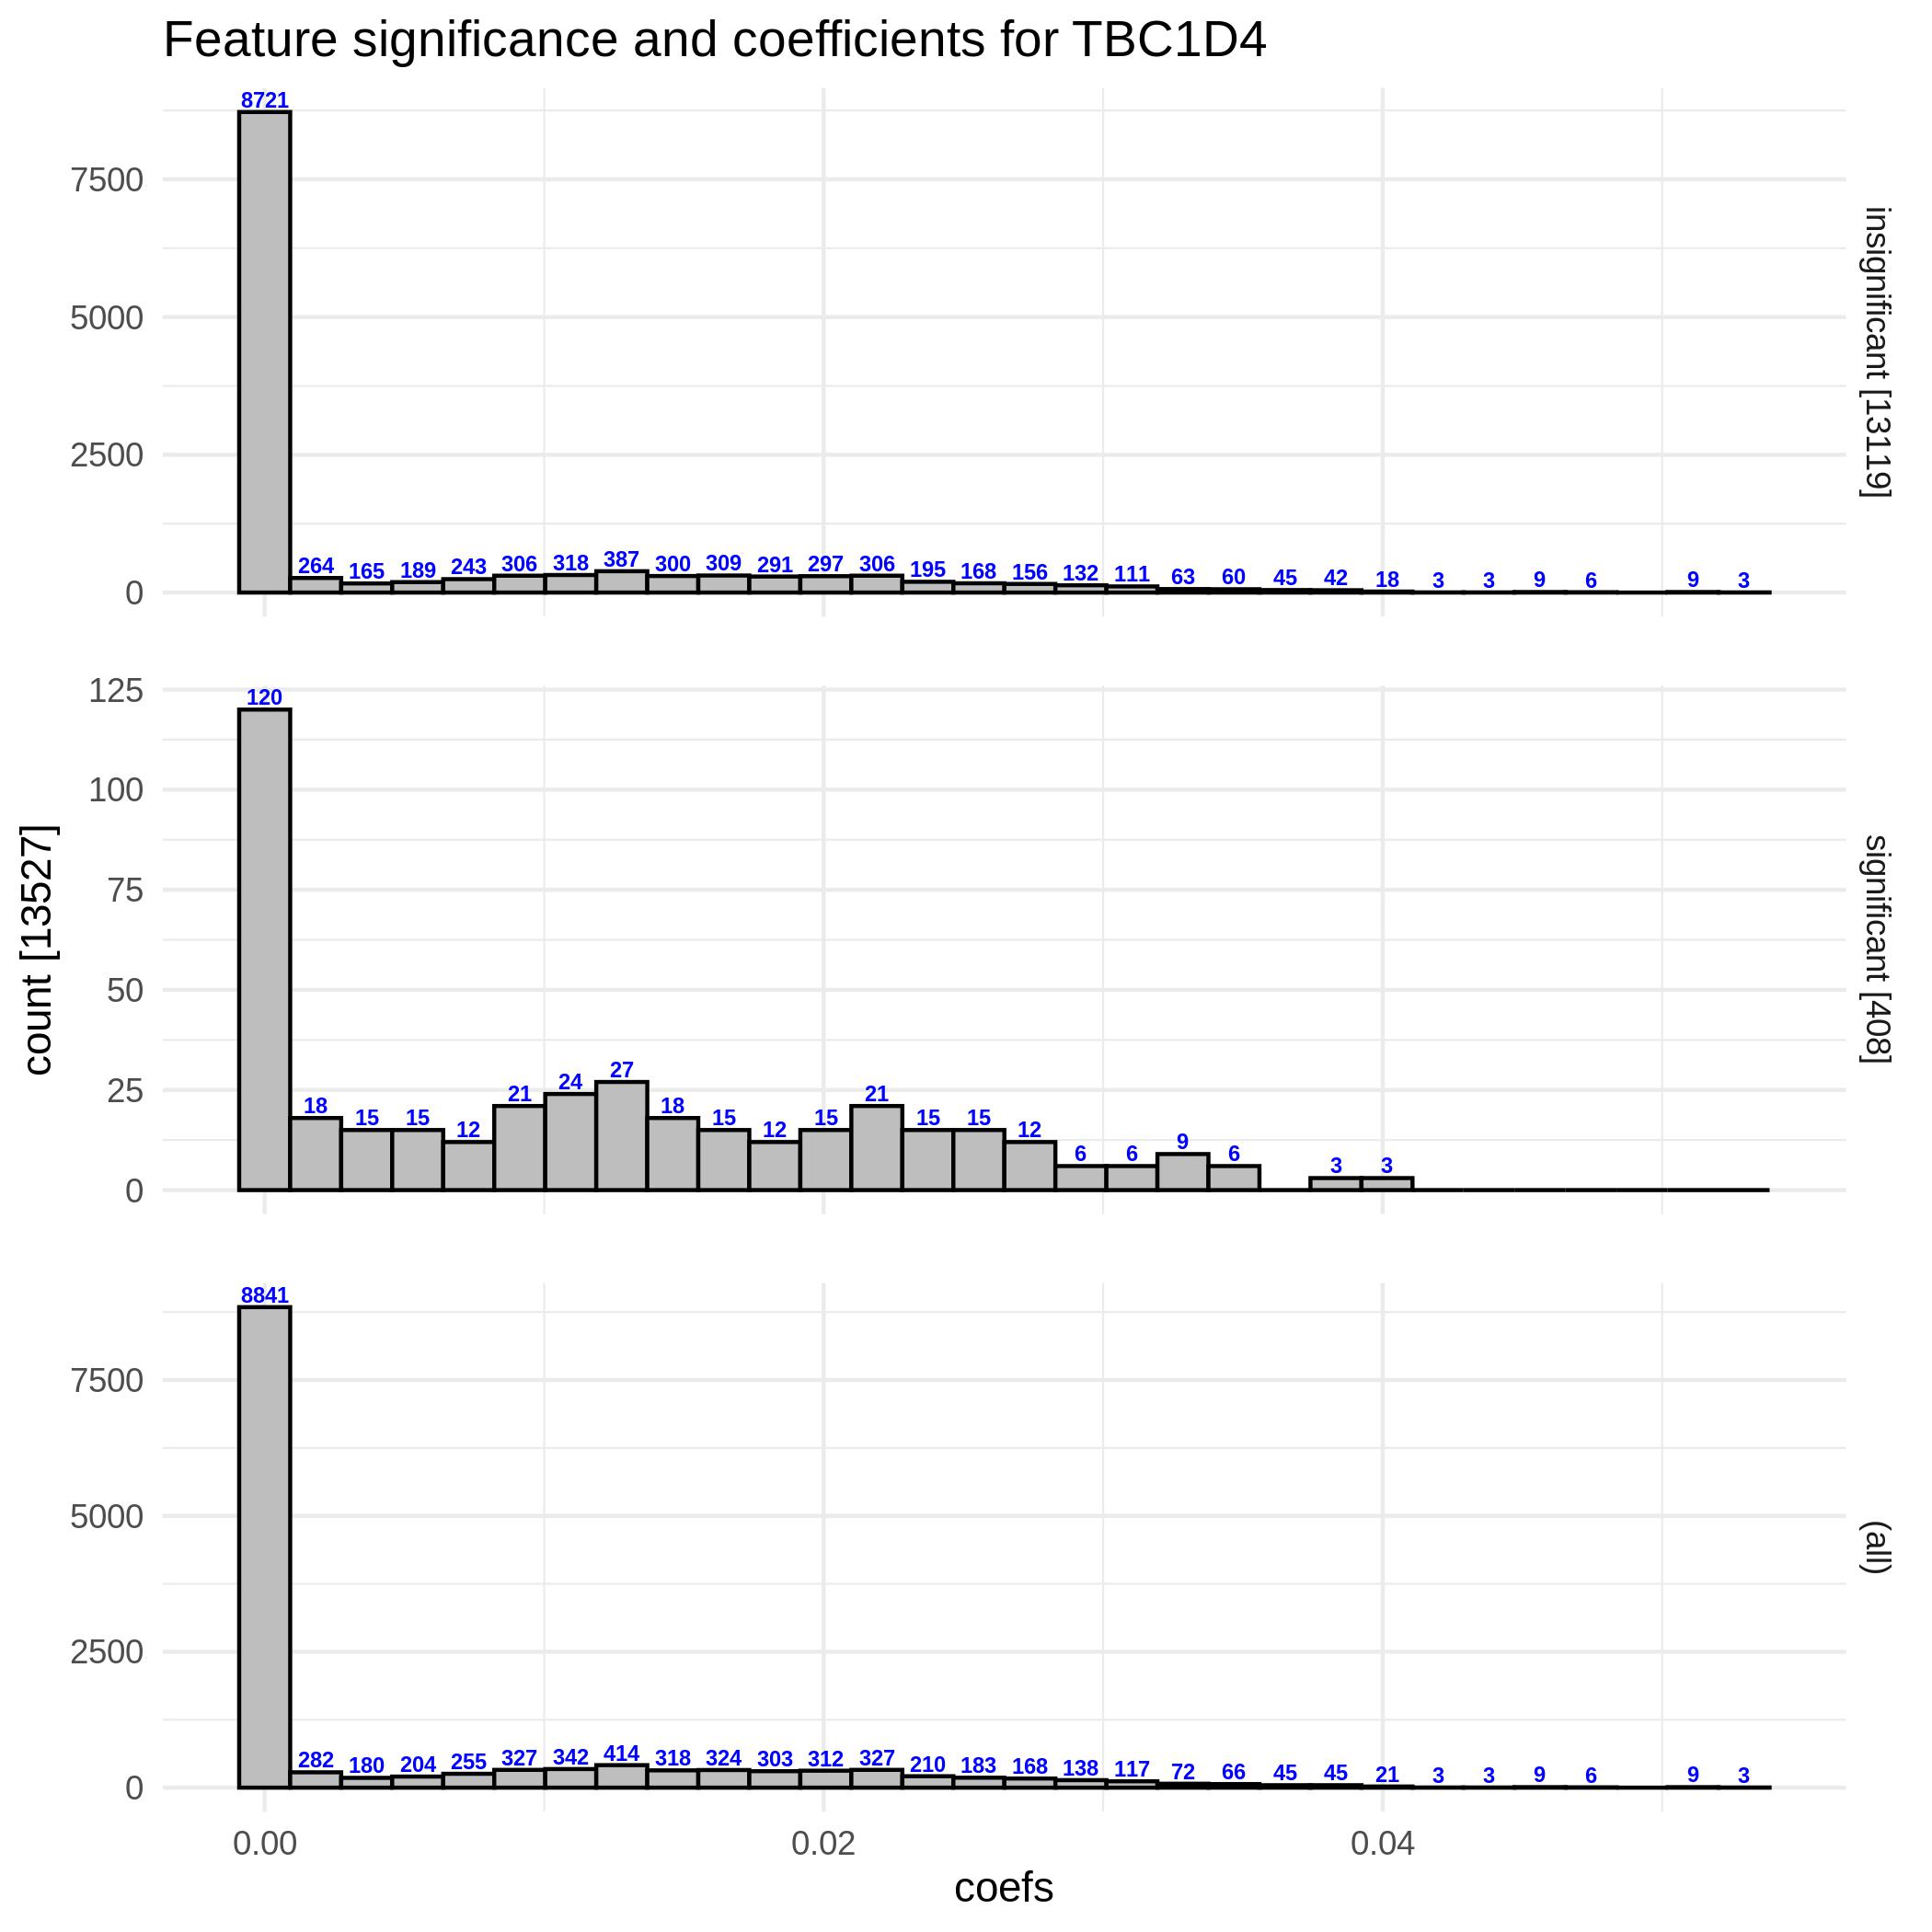 Feature significance and coefficients for TBC1D4
8721
7500
5000
2500
264 165 189 243 306 318 387 300 309 291 297 306 195 168 156 132 111 63 60 45 42 18 3 3 9 6 9 3
0
insignificant [13119]
125
120
100
75
50
25
18 15 15 12 21 24 27 18 15 12 15 21 15 15 12 6 6 9 6 3 3
0
significant [408]
count [13527]
8841
7500
5000
2500
282 180 204 255 327 342 414 318 324 303 312 327 210 183 168 138 117 72 66 45 45 21 3 3 9 6 9 3
0
(all)
0.00 0.02 0.04
coefs